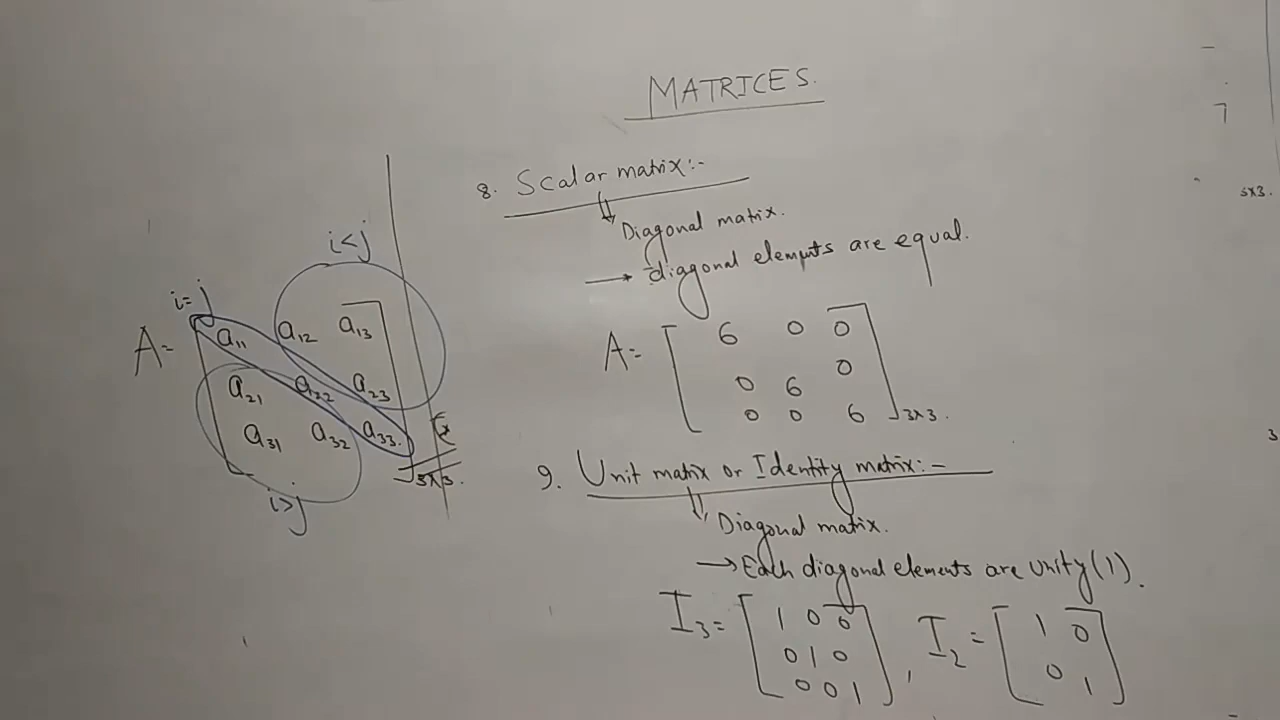 MATRICES.
8. Scalar matrix:-
Diagonal matrix.
→ diagonal elements are equal.
A= [ 6 0 0
0 6 0
0 0 6 ] 3x3.
9. Unit matrix or Identity matrix:-
Diagonal matrix.
→ Each diagonal elements are unity(1).
I3= [ 1 0 0
0 1 0
0 0 1 ] , I2= [ 1 0
0 1 ]
i<j
i=j
A= [ a11 a12 a13
a21 a22 a23
a31 a32 a33. ] 3x3.
i>j
3x3.
3